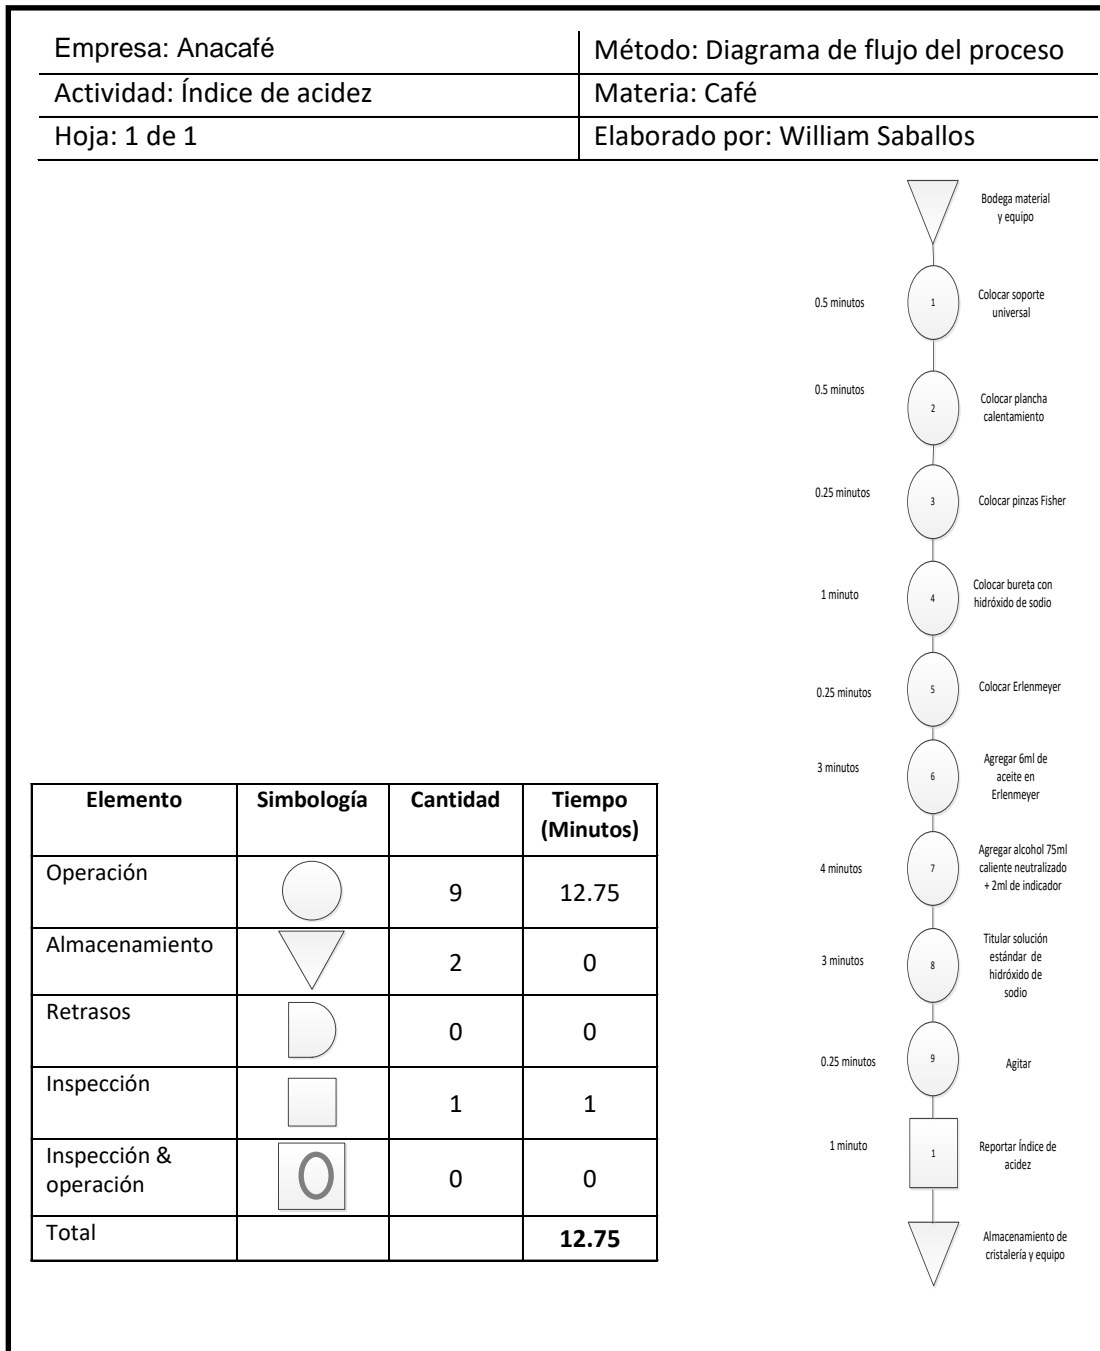 Empresa: Anacafé
Método: Diagrama de flujo del proceso
Actividad: Índice de acidez
Materia: Café
Hoja: 1 de 1
Elaborado por: William Saballos
Bodega material
y equipo
0.5 minutos
1
Colocar soporte
universal
0.5 minutos
2
Colocar plancha
calentamiento
0.25 minutos
3
Colocar pinzas Fisher
1 minuto
4
Colocar bureta con
hidróxido de sodio
0.25 minutos
5
Colocar Erlenmeyer
3 minutos
6
Agregar 6ml de
aceite en
Erlenmeyer
4 minutos
7
Agregar alcohol 75ml
caliente neutralizado
+ 2ml de indicador
3 minutos
8
Titular solución
estándar de
hidróxido de
sodio
0.25 minutos
9
Agitar
1 minuto
1
Reportar Índice de
acidez
Almacenamiento de
cristalería y equipo
Elemento Simbología Cantidad Tiempo
(Minutos)
Operación 9 12.75
Almacenamiento 2 0
Retrasos 0 0
Inspección 1 1
Inspección &
operación 0 0
Total 12.75